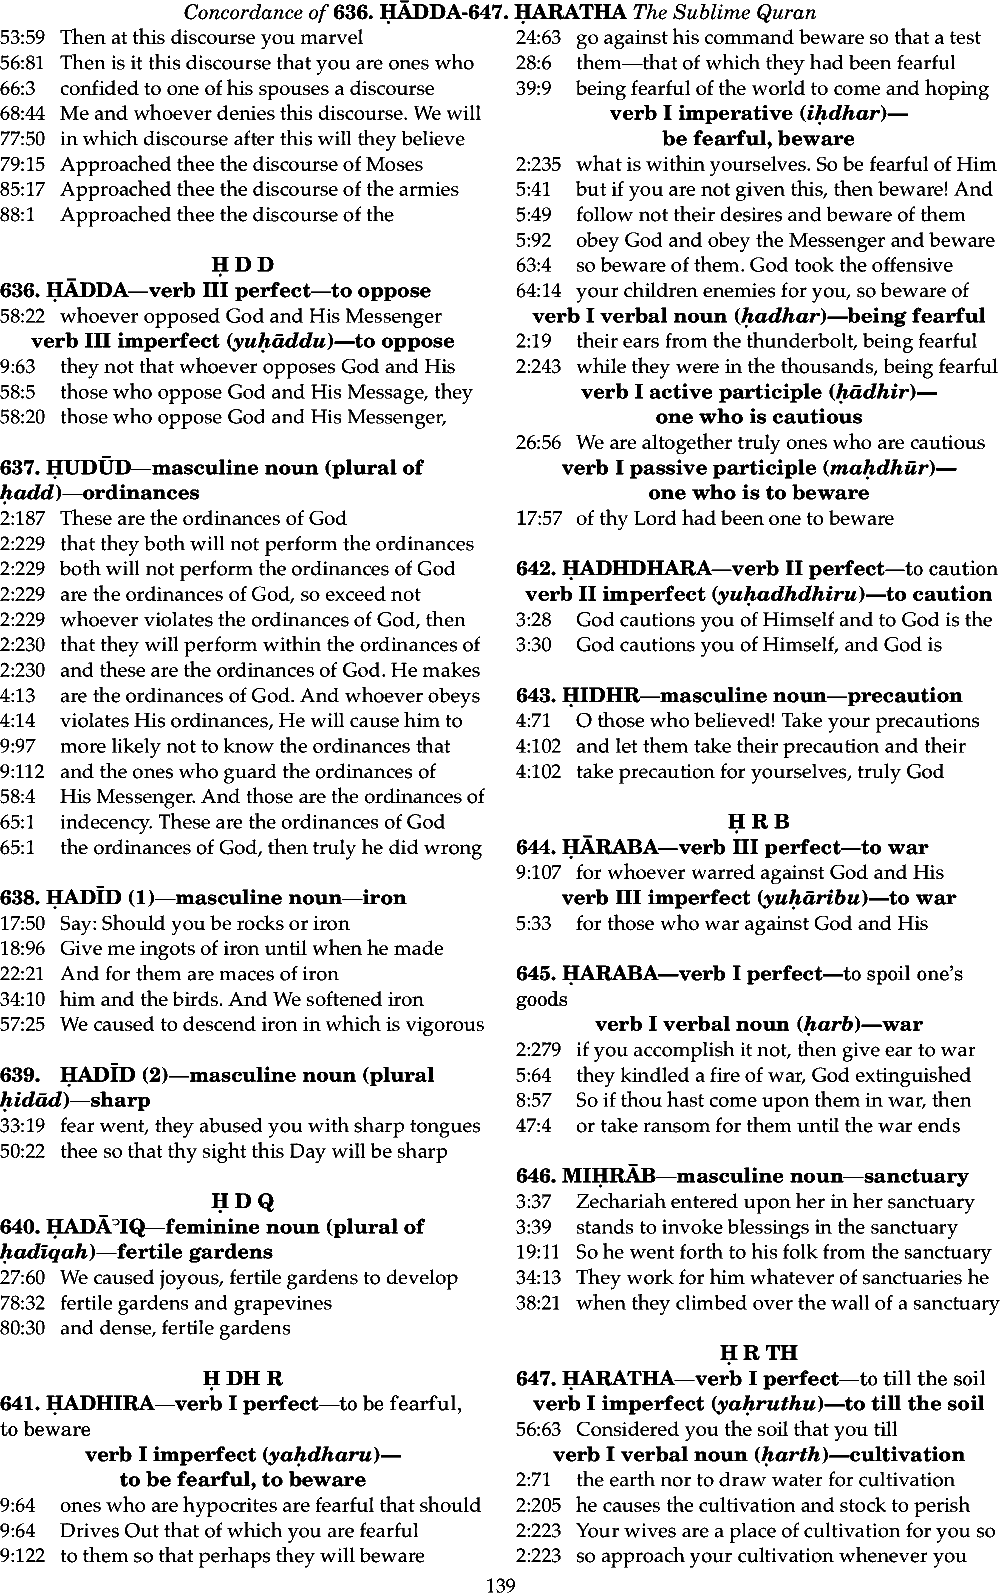 Concordance of 636. ḤĀDDA-647. ḤARATHA The Sublime Quran
53:59 Then at this discourse you marvel
56:81 Then is it this discourse that you are ones who
66:3 confided to one of his spouses a discourse
68:44 Me and whoever denies this discourse. We will
77:50 in which discourse after this will they believe
79:15 Approached thee the discourse of Moses
85:17 Approached thee the discourse of the armies
88:1 Approached thee the discourse of the
Ḥ D D
636. ḤĀDDA—verb III perfect—to oppose
58:22 whoever opposed God and His Messenger
verb III imperfect (yuḥāddu)—to oppose
9:63 they not that whoever opposes God and His
58:5 those who oppose God and His Message, they
58:20 those who oppose God and His Messenger,
637. ḤUDŪD—masculine noun (plural of
ḥadd)—ordinances
2:187 These are the ordinances of God
2:229 that they both will not perform the ordinances
2:229 both will not perform the ordinances of God
2:229 are the ordinances of God, so exceed not
2:229 whoever violates the ordinances of God, then
2:230 that they will perform within the ordinances of
2:230 and these are the ordinances of God. He makes
4:13 are the ordinances of God. And whoever obeys
4:14 violates His ordinances, He will cause him to
9:97 more likely not to know the ordinances that
9:112 and the ones who guard the ordinances of
58:4 His Messenger. And those are the ordinances of
65:1 indecency. These are the ordinances of God
65:1 the ordinances of God, then truly he did wrong
638. ḤADĪD (1)—masculine noun—iron
17:50 Say: Should you be rocks or iron
18:96 Give me ingots of iron until when he made
22:21 And for them are maces of iron
34:10 him and the birds. And We softened iron
57:25 We caused to descend iron in which is vigorous
639. ḤADĪD (2)—masculine noun (plural
ḥidād)—sharp
33:19 fear went, they abused you with sharp tongues
50:22 thee so that thy sight this Day will be sharp
Ḥ D Q
640. ḤADĀʾIQ—feminine noun (plural of
ḥadīqah)—fertile gardens
27:60 We caused joyous, fertile gardens to develop
78:32 fertile gardens and grapevines
80:30 and dense, fertile gardens
Ḥ DH R
641. ḤADHIRA—verb I perfect—to be fearful,
to beware
verb I imperfect (yaḥdharu)—
to be fearful, to beware
9:64 ones who are hypocrites are fearful that should
9:64 Drives Out that of which you are fearful
9:122 to them so that perhaps they will beware
24:63 go against his command beware so that a test
28:6 them—that of which they had been fearful
39:9 being fearful of the world to come and hoping
verb I imperative (iḥdhar)—
be fearful, beware
2:235 what is within yourselves. So be fearful of Him
5:41 but if you are not given this, then beware! And
5:49 follow not their desires and beware of them
5:92 obey God and obey the Messenger and beware
63:4 so beware of them. God took the offensive
64:14 your children enemies for you, so beware of
verb I verbal noun (ḥadhar)—being fearful
2:19 their ears from the thunderbolt, being fearful
2:243 while they were in the thousands, being fearful
verb I active participle (ḥādhir)—
one who is cautious
26:56 We are altogether truly ones who are cautious
verb I passive participle (maḥdhūr)—
one who is to beware
17:57 of thy Lord had been one to beware
642. ḤADHDHARA—verb II perfect—to caution
verb II imperfect (yuḥadhdhiru)—to caution
3:28 God cautions you of Himself and to God is the
3:30 God cautions you of Himself, and God is
643. ḤIDHR—masculine noun—precaution
4:71 O those who believed! Take your precautions
4:102 and let them take their precaution and their
4:102 take precaution for yourselves, truly God
Ḥ R B
644. ḤĀRABA—verb III perfect—to war
9:107 for whoever warred against God and His
verb III imperfect (yuḥāribu)—to war
5:33 for those who war against God and His
645. ḤARABA—verb I perfect—to spoil one's
goods
verb I verbal noun (ḥarb)—war
2:279 if you accomplish it not, then give ear to war
5:64 they kindled a fire of war, God extinguished
8:57 So if thou hast come upon them in war, then
47:4 or take ransom for them until the war ends
646. MIḤRĀB—masculine noun—sanctuary
3:37 Zechariah entered upon her in her sanctuary
3:39 stands to invoke blessings in the sanctuary
19:11 So he went forth to his folk from the sanctuary
34:13 They work for him whatever of sanctuaries he
38:21 when they climbed over the wall of a sanctuary
Ḥ R TH
647. ḤARATHA—verb I perfect—to till the soil
verb I imperfect (yaḥruthu)—to till the soil
56:63 Considered you the soil that you till
verb I verbal noun (ḥarth)—cultivation
2:71 the earth nor to draw water for cultivation
2:205 he causes the cultivation and stock to perish
2:223 Your wives are a place of cultivation for you so
2:223 so approach your cultivation whenever you
139